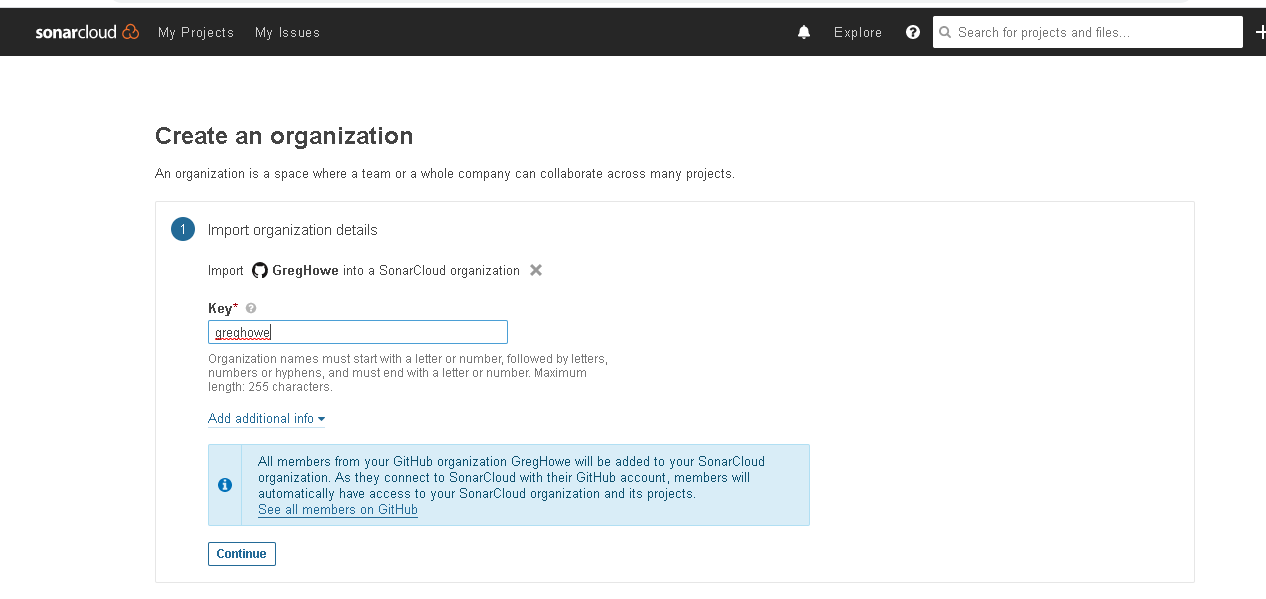 sonarcloud My Projects My Issues Explore ? Search for projects and files... +
Create an organization
An organization is a space where a team or a whole company can collaborate across many projects.
1 Import organization details
Import GregHowe into a SonarCloud organization
Key* ?
greghowe
Organization names must start with a letter or number, followed by letters,
numbers or hyphens, and must end with a letter or number. Maximum
length: 255 characters.
Add additional info
All members from your GitHub organization GregHowe will be added to your SonarCloud
organization. As they connect to SonarCloud with their GitHub account, members will
automatically have access to your SonarCloud organization and its projects.
See all members on GitHub
Continue